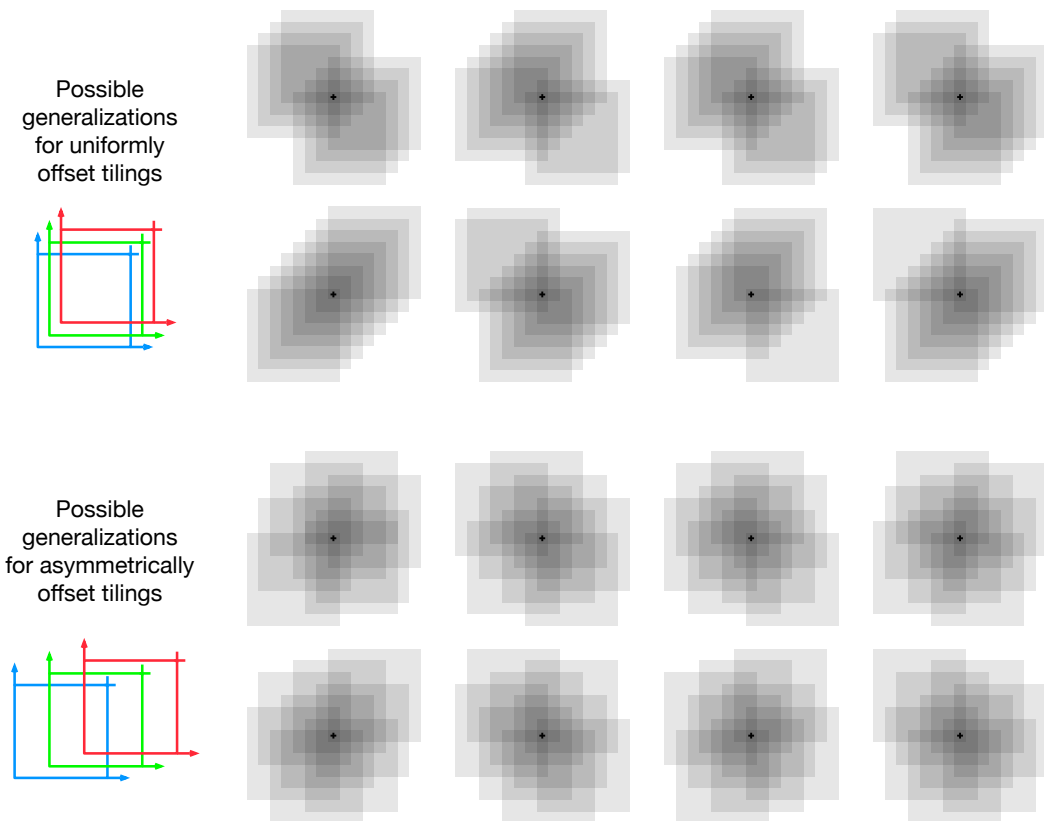 Possible
generalizations
for uniformly
offset tilings
Possible
generalizations
for asymmetrically
offset tilings